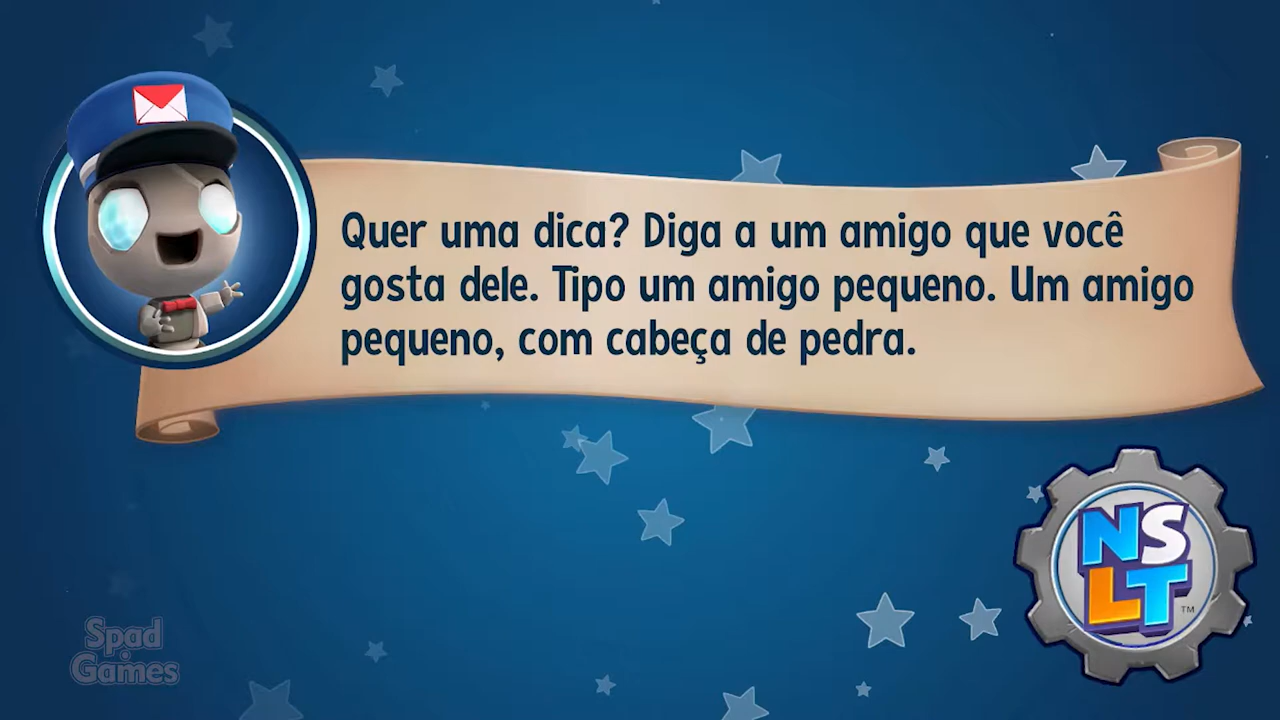 Quer uma dica? Diga a um amigo que você
gosta dele. Tipo um amigo pequeno. Um amigo
pequeno, com cabeça de pedra.
NS
LT
TM
Spad
Games